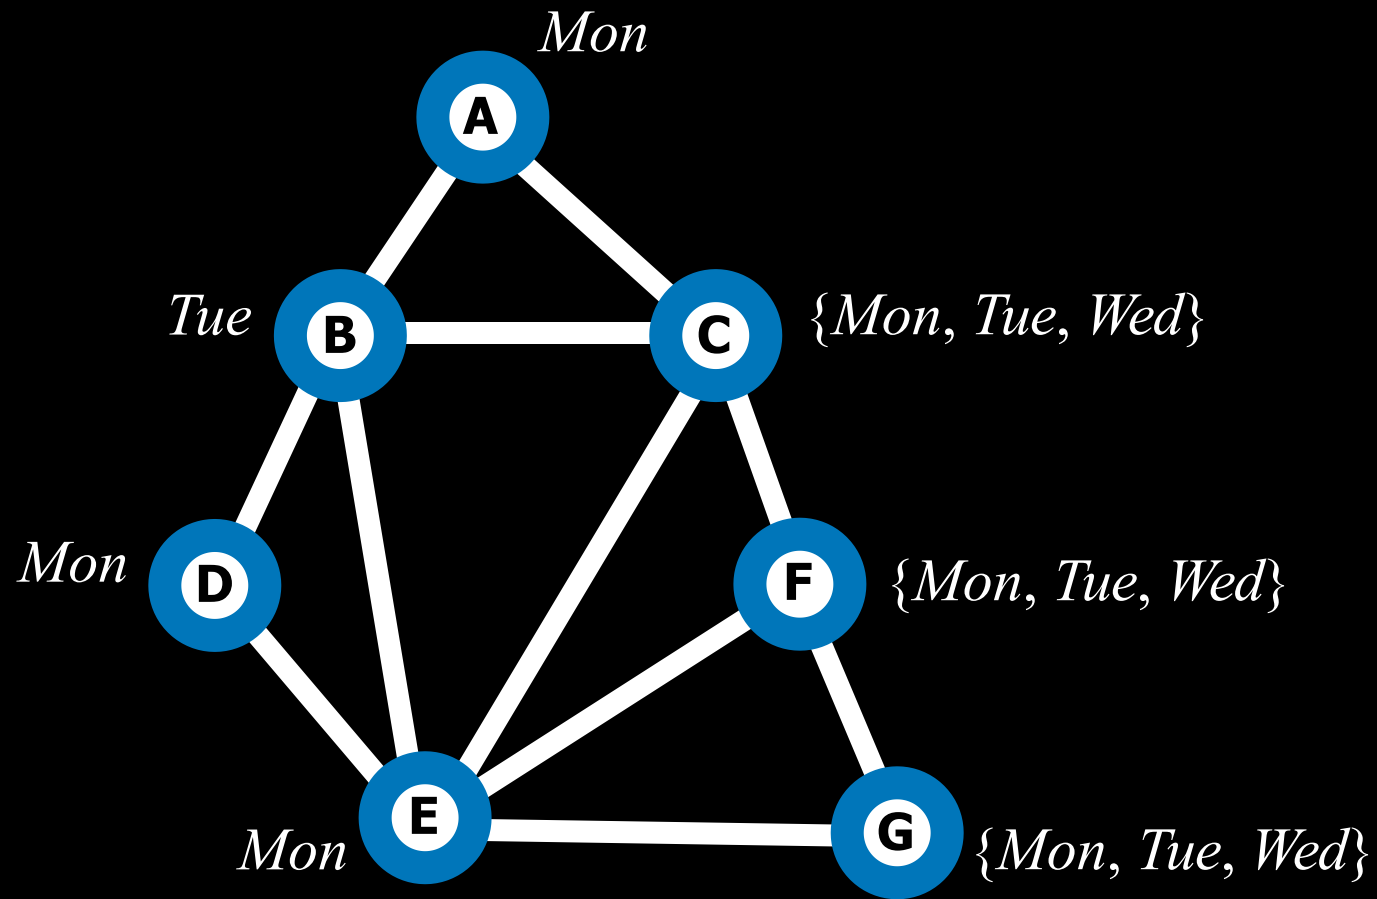 Mon
A
Tue
B
C
{Mon, Tue, Wed}
Mon
D
F
{Mon, Tue, Wed}
Mon
E
G
{Mon, Tue, Wed}